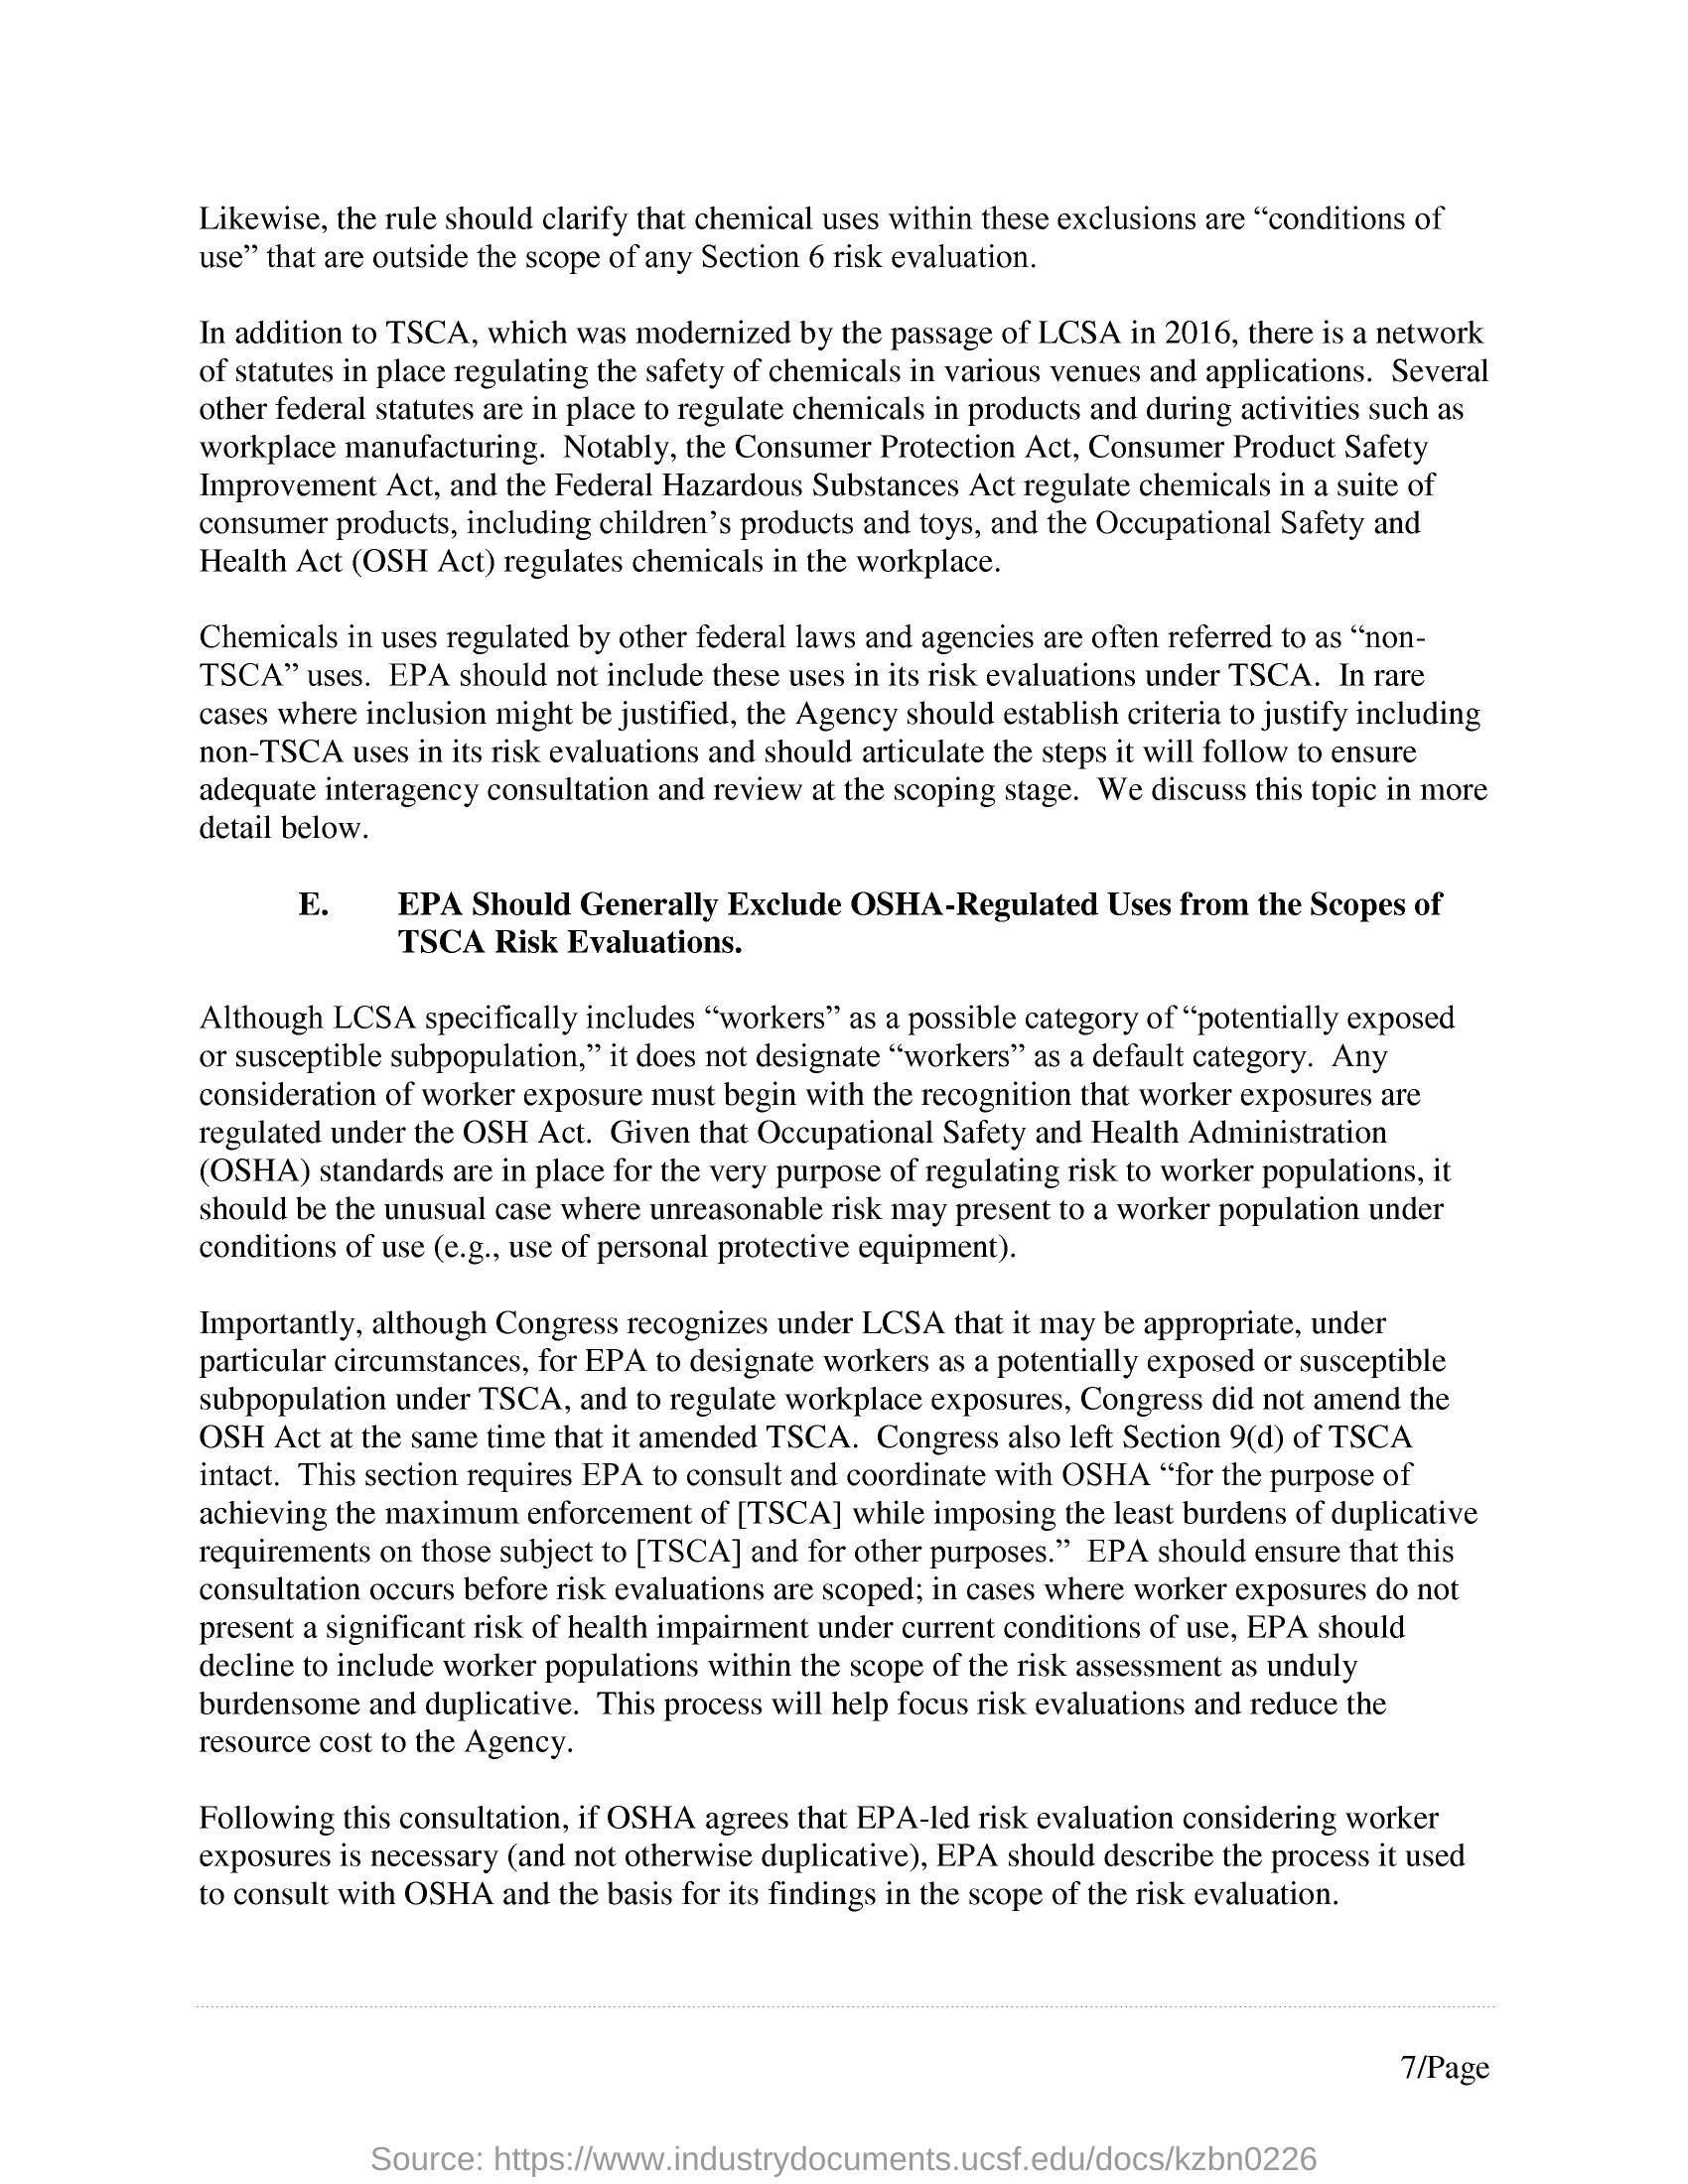 Likewise, the rule should clarify that chemical uses within these exclusions are “conditions of
use” that are outside the scope of any Section 6 risk evaluation.
In addition to TSCA, which was modernized by the passage of LCSA in 2016, there is a network
of statutes in place regulating the safety of chemicals in various venues and applications.  Several
other federal statutes are in place to regulate chemicals in products and during activities such as
workplace manufacturing.  Notably, the Consumer Protection Act, Consumer Product Safety
Improvement Act, and the Federal Hazardous Substances Act regulate chemicals in a suite of
consumer products, including children’s products and toys, and the Occupational Safety and
Health Act (OSH Act) regulates chemicals in the workplace.
Chemicals in uses regulated by other federal laws and agencies are often referred to as “non-
TSCA” uses.  EPA should not include these uses in its risk evaluations under TSCA.  In rare
cases where inclusion might be justified, the Agency should establish criteria to justify including
non-TSCA uses in its risk evaluations and should articulate the steps it will follow to ensure
adequate interagency consultation and review at the scoping stage.  We discuss this topic in more
detail below.
E. EPA Should Generally Exclude OSHA-Regulated Uses from the Scopes of
TSCA Risk Evaluations.
Although LCSA specifically includes “workers” as a possible category of “potentially exposed
or susceptible subpopulation,” it does not designate “workers” as a default category.  Any
consideration of worker exposure must begin with the recognition that worker exposures are
regulated under the OSH Act.  Given that Occupational Safety and Health Administration
(OSHA) standards are in place for the very purpose of regulating risk to worker populations, it
should be the unusual case where unreasonable risk may present to a worker population under
conditions of use (e.g., use of personal protective equipment).
Importantly, although Congress recognizes under LCSA that it may be appropriate, under
particular circumstances, for EPA to designate workers as a potentially exposed or susceptible
subpopulation under TSCA, and to regulate workplace exposures, Congress did not amend the
OSH Act at the same time that it amended TSCA.  Congress also left Section 9(d) of TSCA
intact.  This section requires EPA to consult and coordinate with OSHA “for the purpose of
achieving the maximum enforcement of [TSCA] while imposing the least burdens of duplicative
requirements on those subject to [TSCA] and for other purposes.”  EPA should ensure that this
consultation occurs before risk evaluations are scoped; in cases where worker exposures do not
present a significant risk of health impairment under current conditions of use, EPA should
decline to include worker populations within the scope of the risk assessment as unduly
burdensome and duplicative.  This process will help focus risk evaluations and reduce the
resource cost to the Agency.
Following this consultation, if OSHA agrees that EPA-led risk evaluation considering worker
exposures is necessary (and not otherwise duplicative), EPA should describe the process it used
to consult with OSHA and the basis for its findings in the scope of the risk evaluation.
7/Page
Source: https://www.industrydocuments.ucsf.edu/docs/kzbn0226